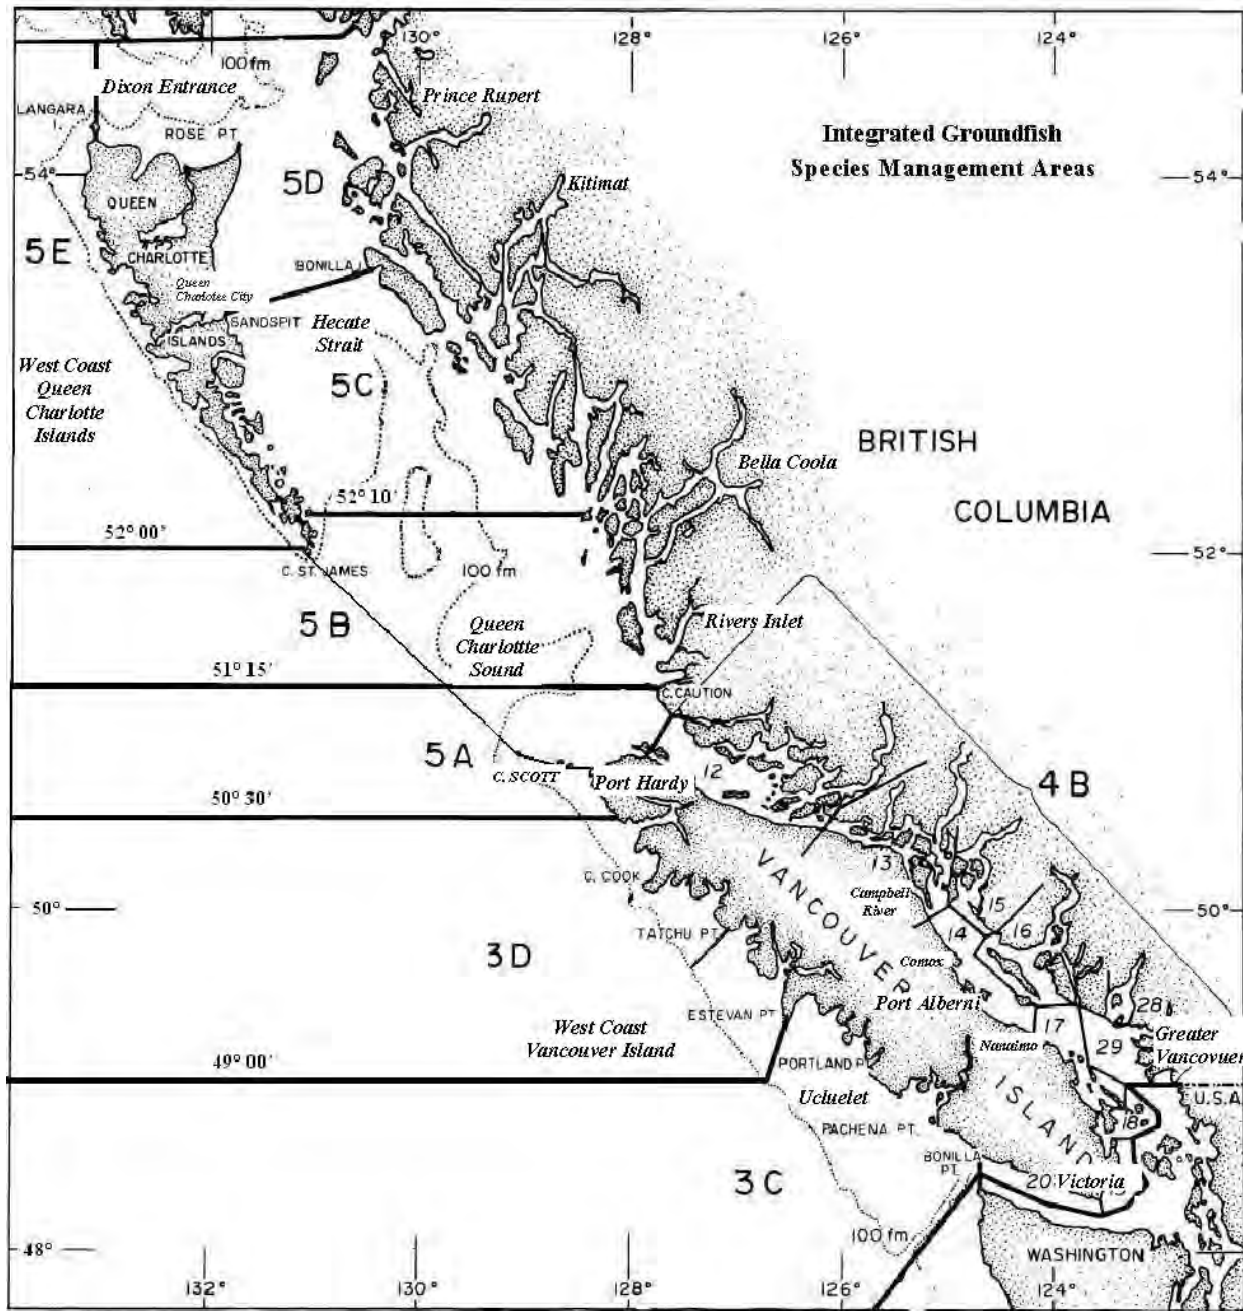 130°
128°
126°
124°
100 fm
Dixon Entrance
Prince Rupert
LANGARA
I.
ROSE PT.
Integrated Groundfish
Species Management Areas
54°
54°
5D
Kitimat
QUEEN
5E
CHARLOTTE
BONILLA I.
Queen
Charlotee City
SANDSPIT
Hecate
Strait
ISLANDS
West Coast
Queen
Charlotte
Islands
5C
BRITISH
Bella Coola
COLUMBIA
52° 10'
52° 00'
52°
C. ST. JAMES
100 fm
5B
Queen
Charlottte
Sound
Rivers Inlet
51° 15'
C. CAUTION
5A
C. SCOTT
Port Hardy
12
4B
50° 30'
VANCOUVER
13
C. COOK
Campbell
River
15
50°
50°
14
16
TATCHU PT.
3D
Comox
Port Alberni
28
ESTEVAN PT.
17
West Coast
Vancouver Island
Nanaimo
29
Greater
Vancovuer
49° 00'
PORTLAND P.
U.S.A
Ucluelet
ISLAND
PACHENA PT.
18
BONILLA
PT.
3C
20
Victoria
19
100 fm
48°
WASHINGTON
132°
130°
128°
126°
124°